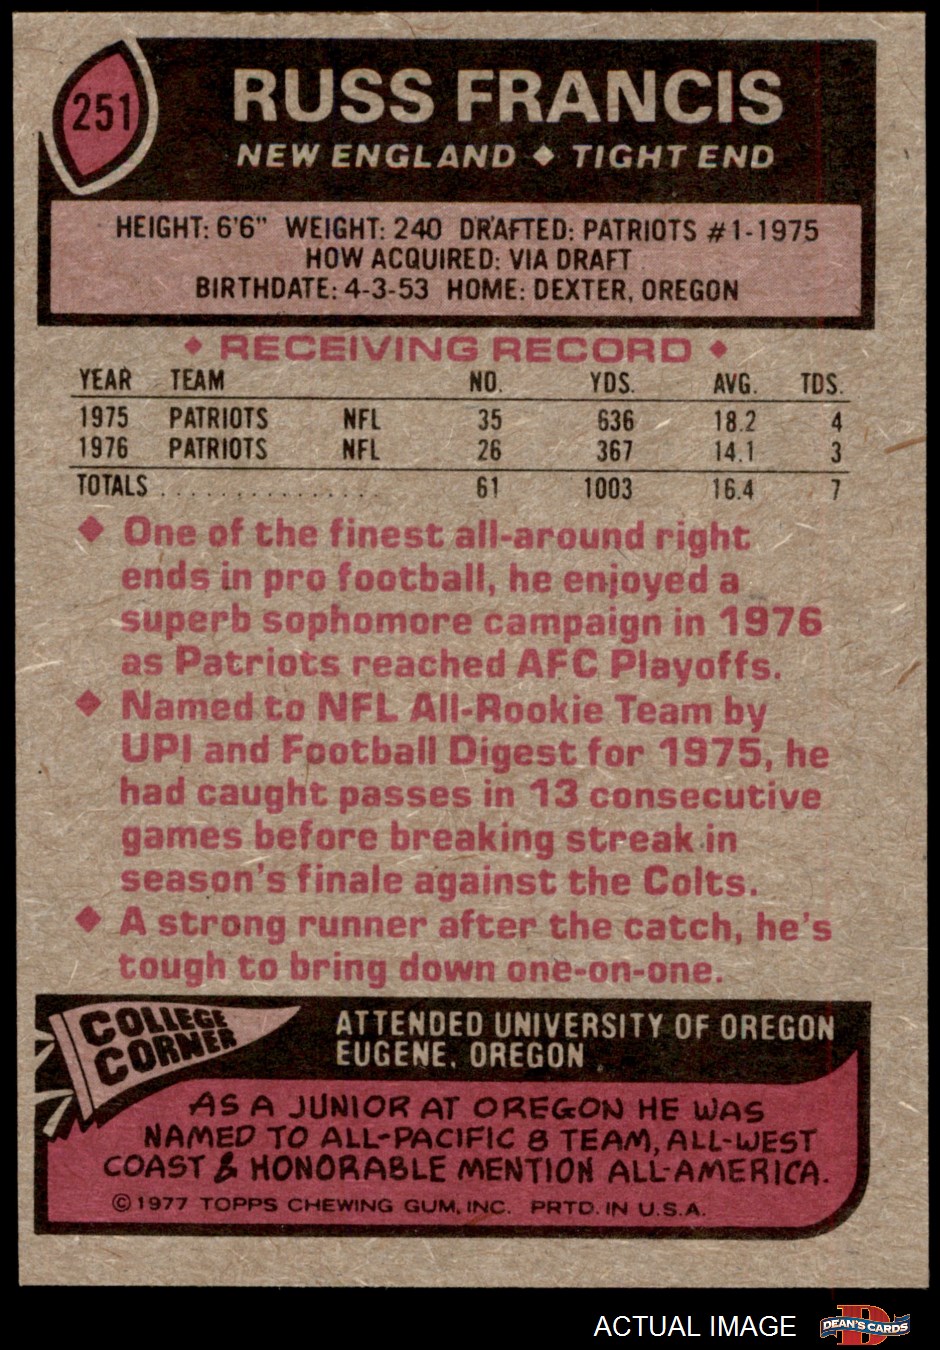 251
RUSS FRANCIS
NEW ENGLAND ◆ TIGHT END
HEIGHT: 6'6" WEIGHT: 240 DRAFTED: PATRIOTS #1-1975
HOW ACQUIRED: VIA DRAFT
BIRTHDATE: 4-3-53 HOME: DEXTER, OREGON
◆ RECEIVING RECORD ◆
YEAR TEAM NO. YDS. AVG. TDS.
1975 PATRIOTS NFL 35 636 18.2 4
1976 PATRIOTS NFL 26 367 14.1 3
TOTALS . . . . . . . . . . . . . . . . 61 1003 16.4 7
◆ One of the finest all-around right
ends in pro football, he enjoyed a
superb sophomore campaign in 1976
as Patriots reached AFC Playoffs.
◆ Named to NFL All-Rookie Team by
UPI and Football Digest for 1975, he
had caught passes in 13 consecutive
games before breaking streak in
season's finale against the Colts.
◆ A strong runner after the catch, he's
tough to bring down one-on-one.
COLLEGE
CORNER
ATTENDED UNIVERSITY OF OREGON
EUGENE, OREGON
AS A JUNIOR AT OREGON HE WAS
NAMED TO ALL-PACIFIC 8 TEAM, ALL-WEST
COAST & HONORABLE MENTION ALL-AMERICA.
©1977 TOPPS CHEWING GUM, INC. PRTD. IN U.S.A.
ACTUAL IMAGE
D
DEAN'S CARDS